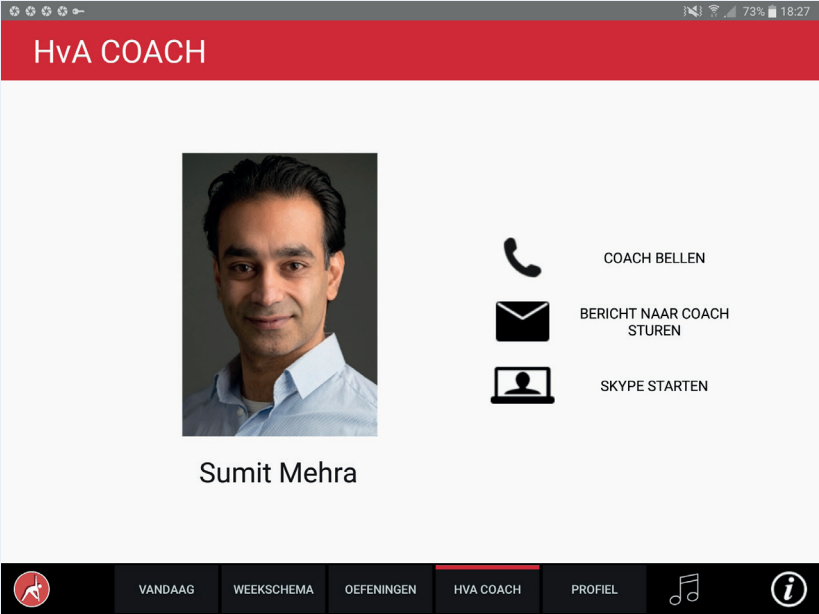 73% 18:27
HvA COACH
COACH BELLEN
BERICHT NAAR COACH
STUREN
SKYPE STARTEN
Sumit Mehra
VANDAAG WEEKSCHEMA OEFENINGEN HVA COACH PROFIEL i